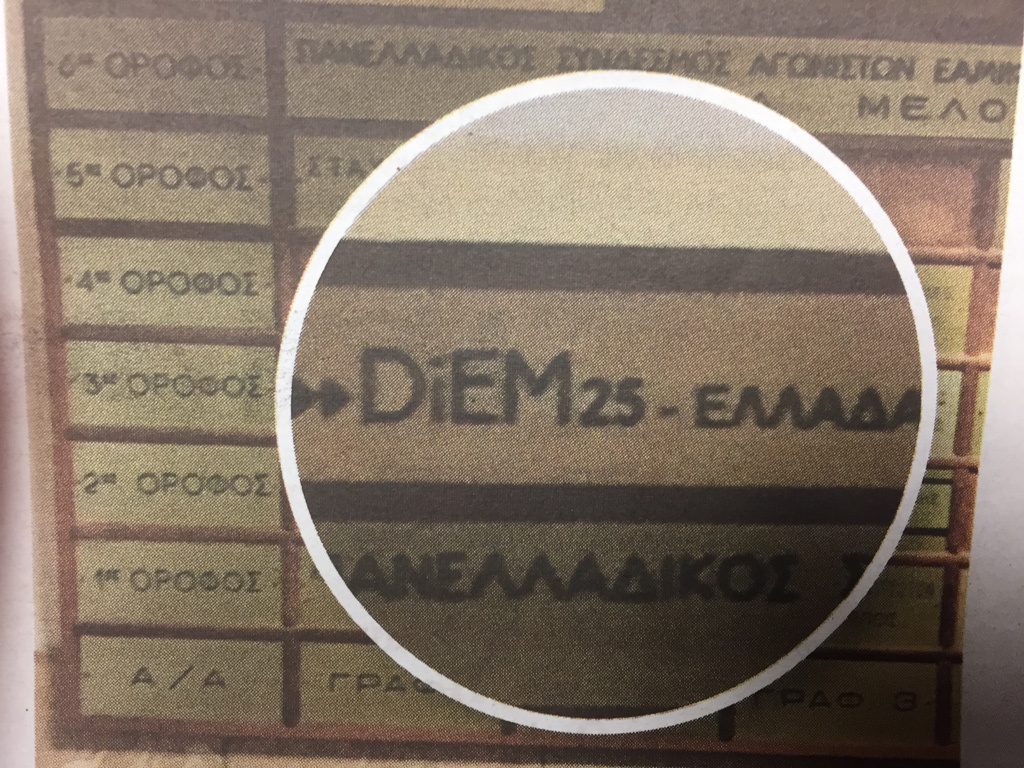 6ος ΟΡΟΦΟΣ ΠΑΝΕΛΛΑΔΙΚΟΣ ΣΥΝΔΕΣΜΟΣ ΑΓΩΝΙΣΤΩΝ
ΜΕΛΟ
5ος ΟΡΟΦΟΣ
4ος ΟΡΟΦΟΣ
3ος ΟΡΟΦΟΣ
DiEM25 - ΕΛΛΑΔΑ
2ος ΟΡΟΦΟΣ
ΠΑΝΕΛΛΑΔΙΚΟΣ Σ
1ος ΟΡΟΦΟΣ
Α/Α ΓΡΑΦ ΓΡΑΦ 3